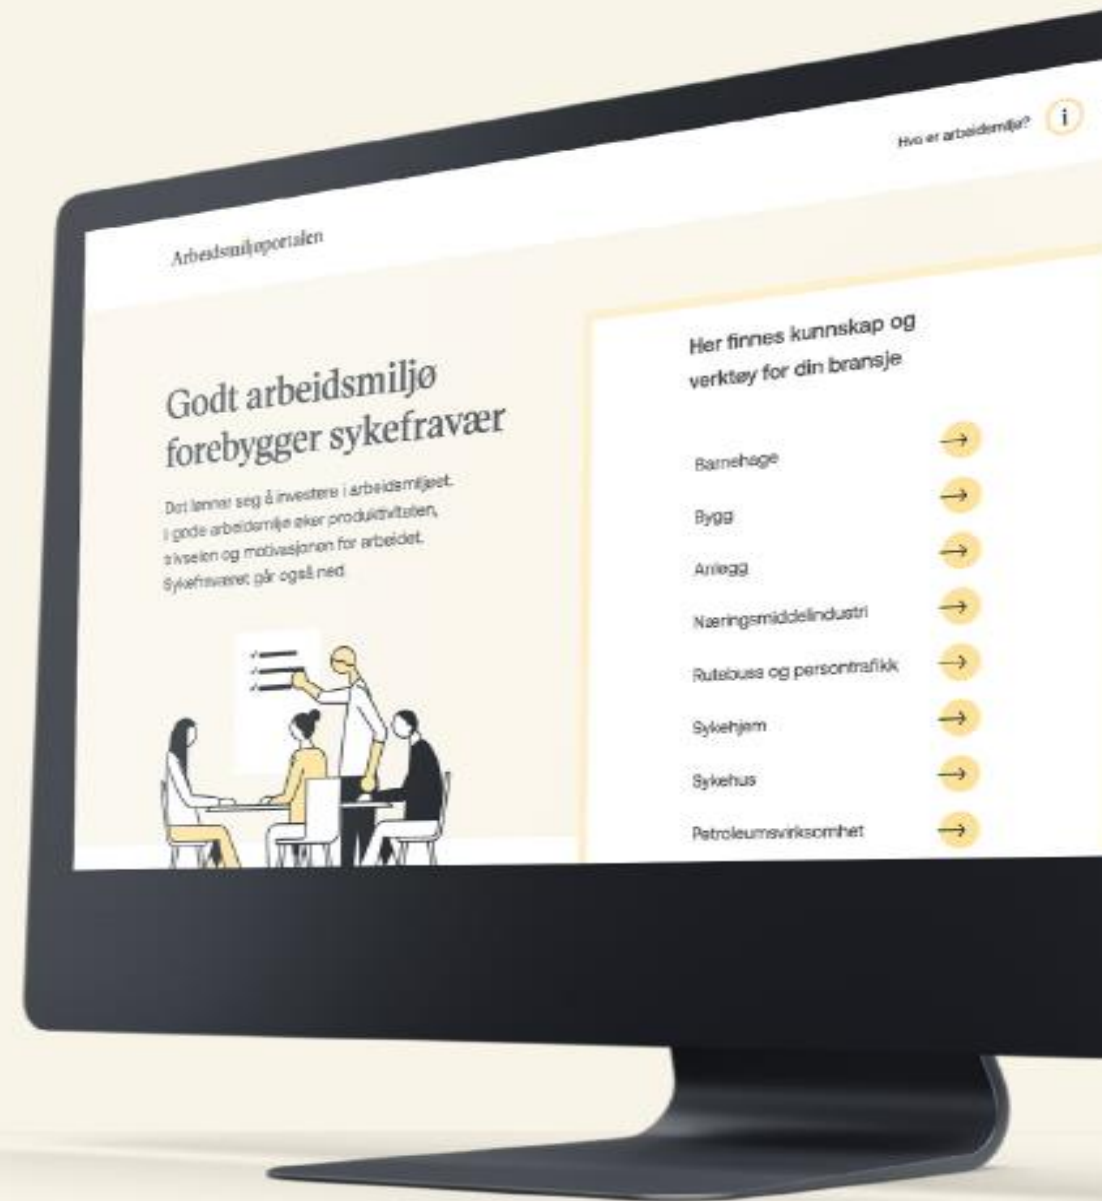 Hva er arbeidsmiljø?
i
Arbeidsmiljøportalen
Godt arbeidsmiljø
forebygger sykefravær
Det lønner seg å investere i arbeidsmiljøet.
I gode arbeidsmiljø øker produktiviteten,
trivselen og motivasjonen for arbeidet.
Sykefraværet går også ned
Her finnes kunnskap og
verktøy for din bransje
Barnehage
Bygg
Anlegg
Næringsmiddelindustri
Rutebuss og persontrafikk
Sykehjem
Sykehus
Petroleumsvirksomhet